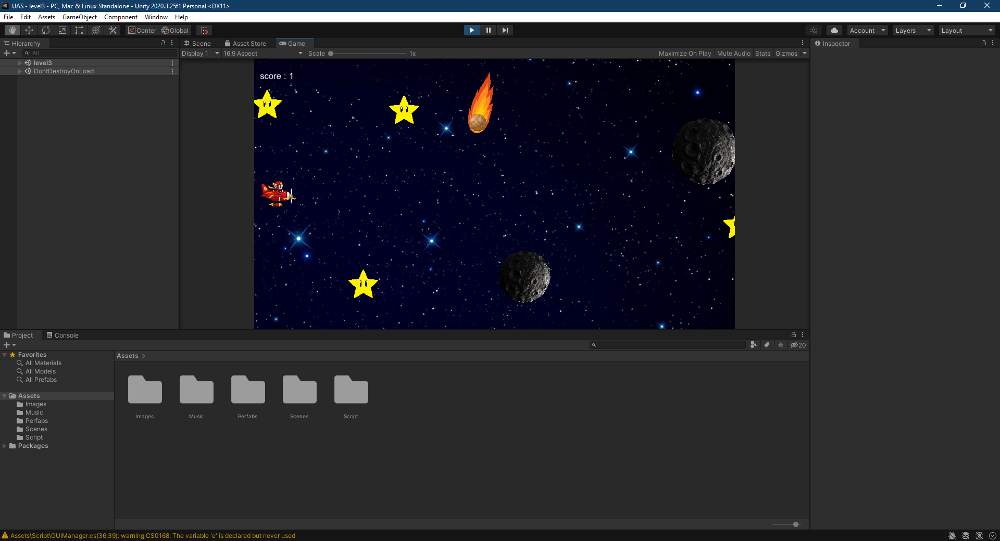 UAS - level3 - PC, Mac & Linux Standalone - Unity 2020.3.25f1 Personal <DX11>
File Edit Assets GameObject Component Window Help
Center Global Account Layers Layout
Hierarchy Scene Asset Store Game Inspector
All Display 1 16:9 Aspect Scale 1x Maximize On Play Mute Audio Stats Gizmos
level3
DontDestroyOnLoad
score : 1
Project Console
20
Favorites
All Materials
All Models
All Prefabs
Assets
Images
Music
Perfabs
Scenes
Script
Packages
Assets
Images Music Perfabs Scenes Script
Assets\Script\GUIManager.cs(36,39): warning CS0168: The variable 'e' is declared but never used